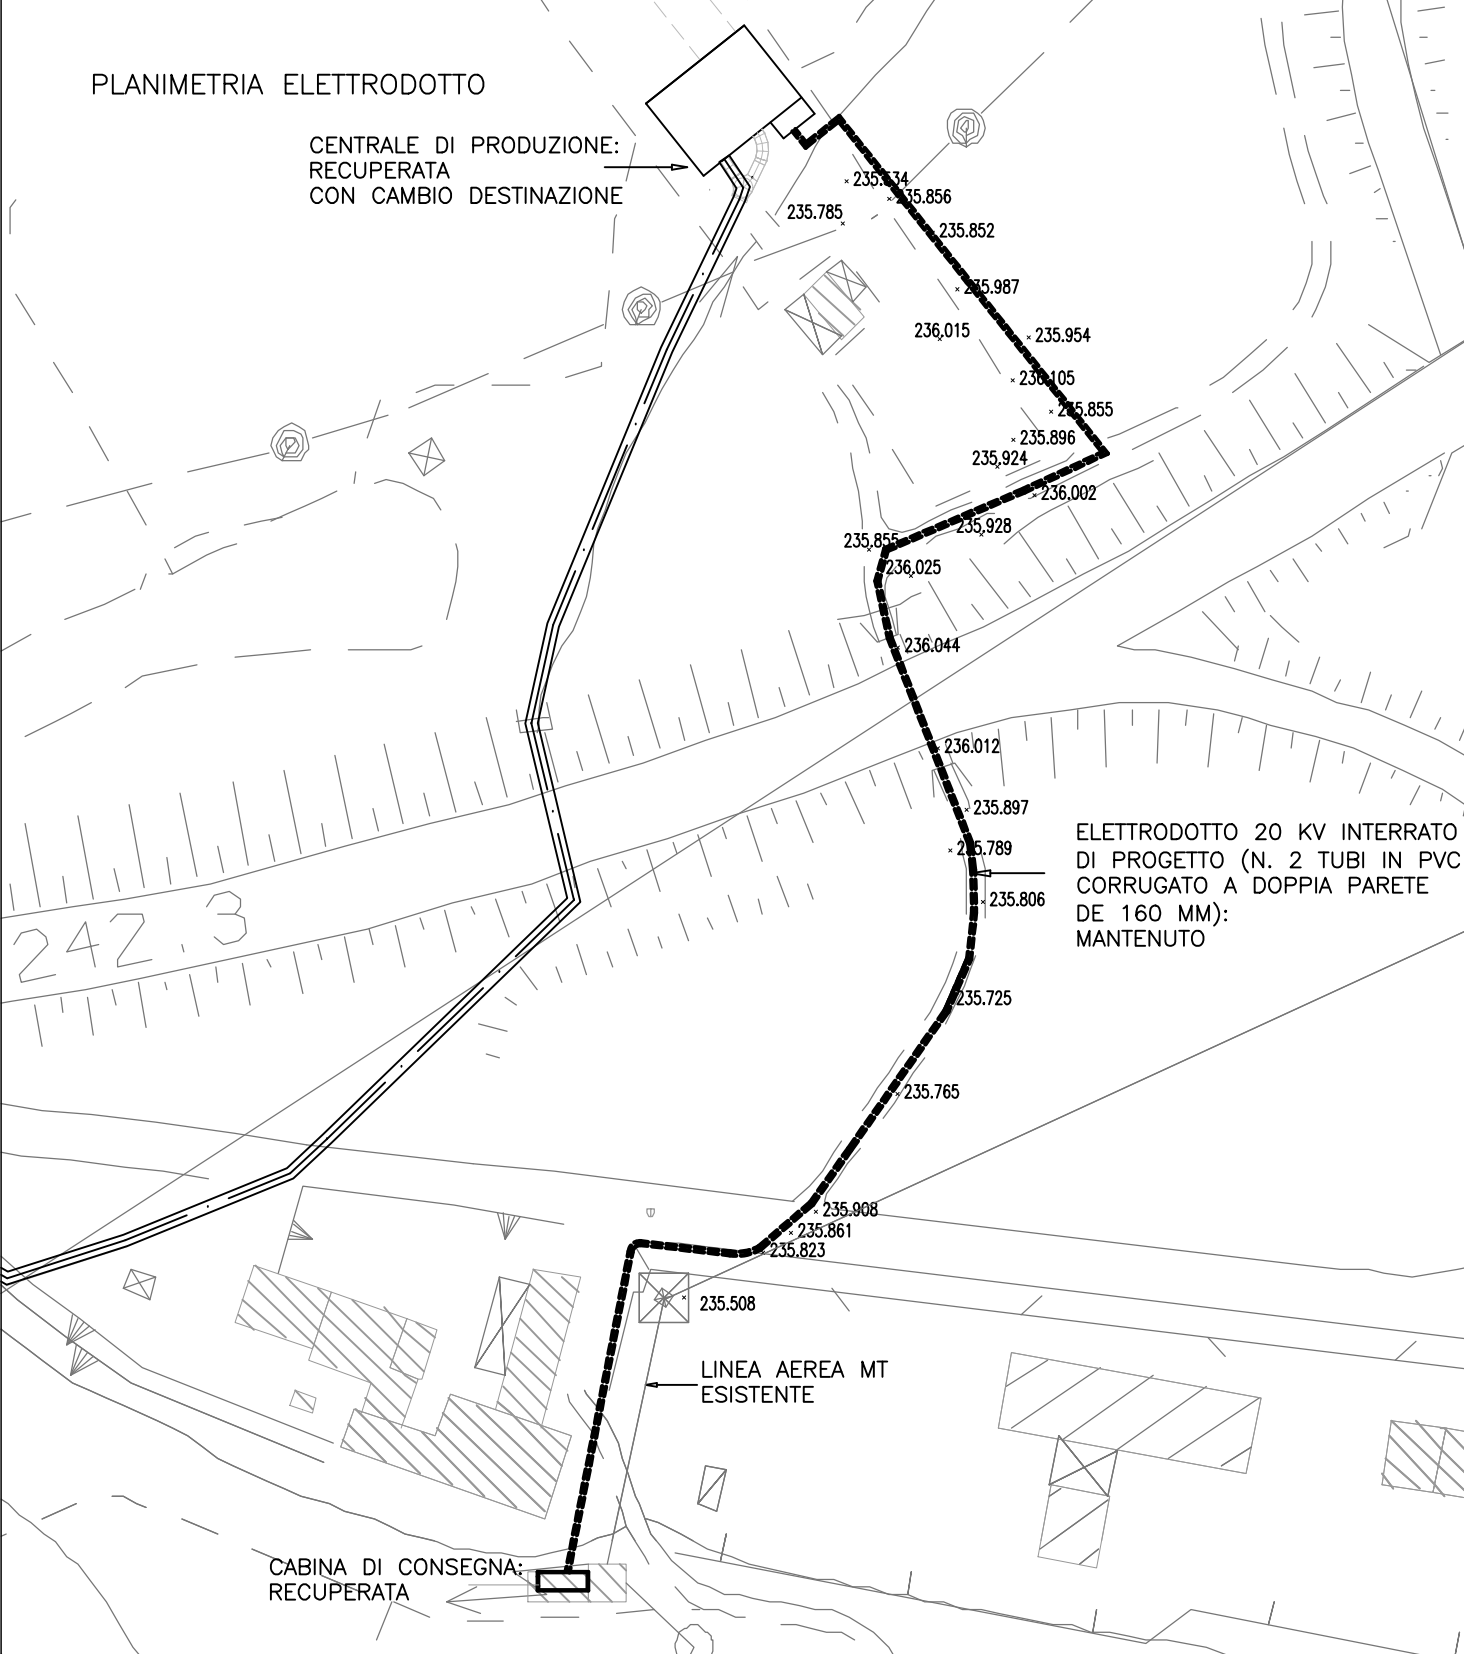 PLANIMETRIA ELETTRODOTTO
CENTRALE DI PRODUZIONE:
RECUPERATA
CON CAMBIO DESTINAZIONE
235.534
235.856
235.785
235.852
235.987
236.015
235.954
236.105
235.855
235.896
235.924
236.002
235.928
235.855
236.025
236.044
236.012
235.897
235.789
235.806
ELETTRODOTTO 20 KV INTERRATO
DI PROGETTO (N. 2 TUBI IN PVC
CORRUGATO A DOPPIA PARETE
DE 160 MM):
MANTENUTO
242.3
235.725
235.765
235.908
235.861
235.823
235.508
LINEA AEREA MT
ESISTENTE
CABINA DI CONSEGNA:
RECUPERATA